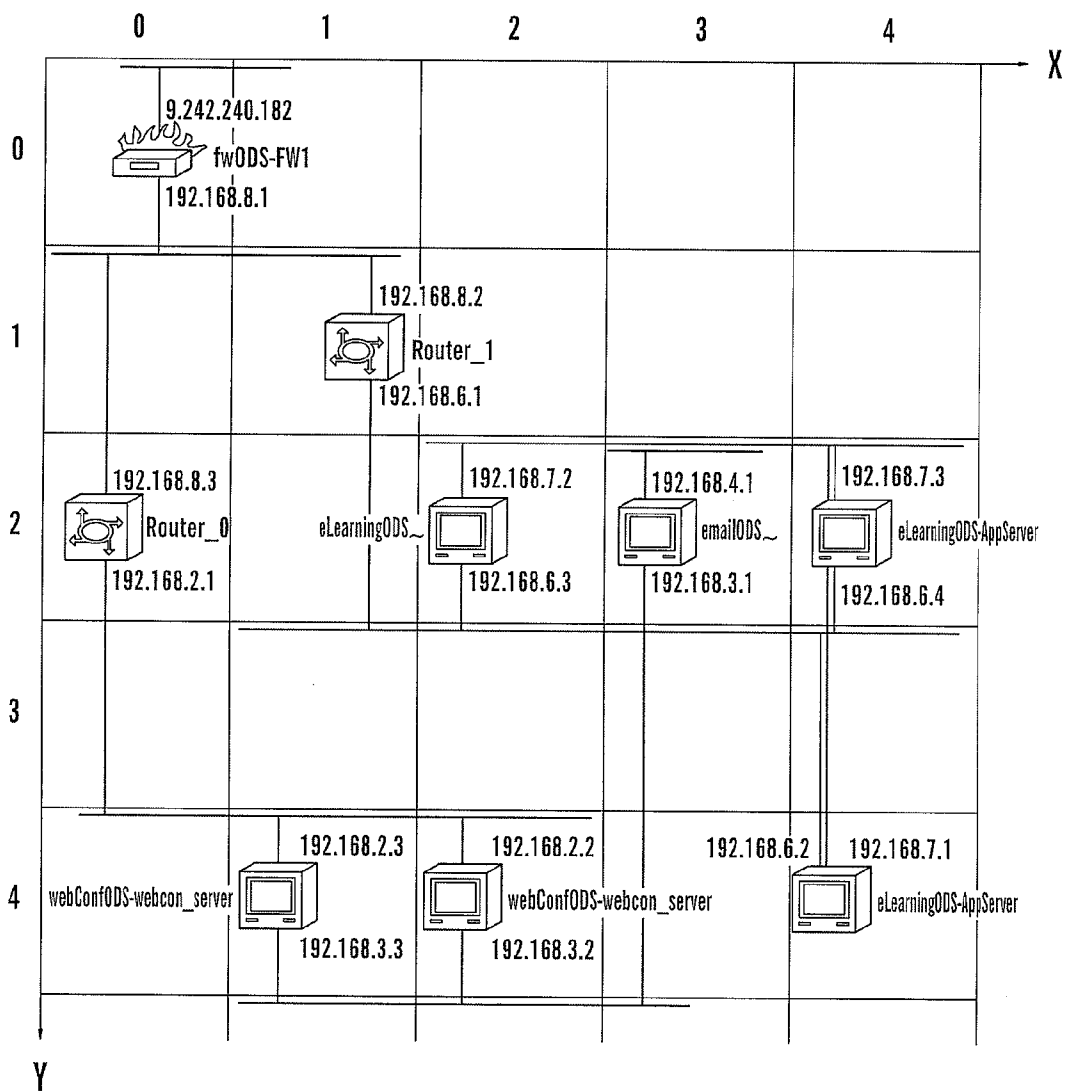 0 1 2 3 4
X
9.242.240.182
0
fwODS-FW1
192.168.8.1
192.168.8.2
1
Router_1
192.168.6.1
192.168.8.3
192.168.7.2
192.168.4.1
192.168.7.3
2
Router_0
eLearningODS~
emailODS~
eLearningODS-AppServer
192.168.2.1
192.168.6.3
192.168.3.1
192.168.6.4
3
192.168.2.3
192.168.2.2
192.168.6.2
192.168.7.1
4
webConfODS-webcon_server
webConfODS-webcon_server
eLearningODS-AppServer
192.168.3.3
192.168.3.2
Y